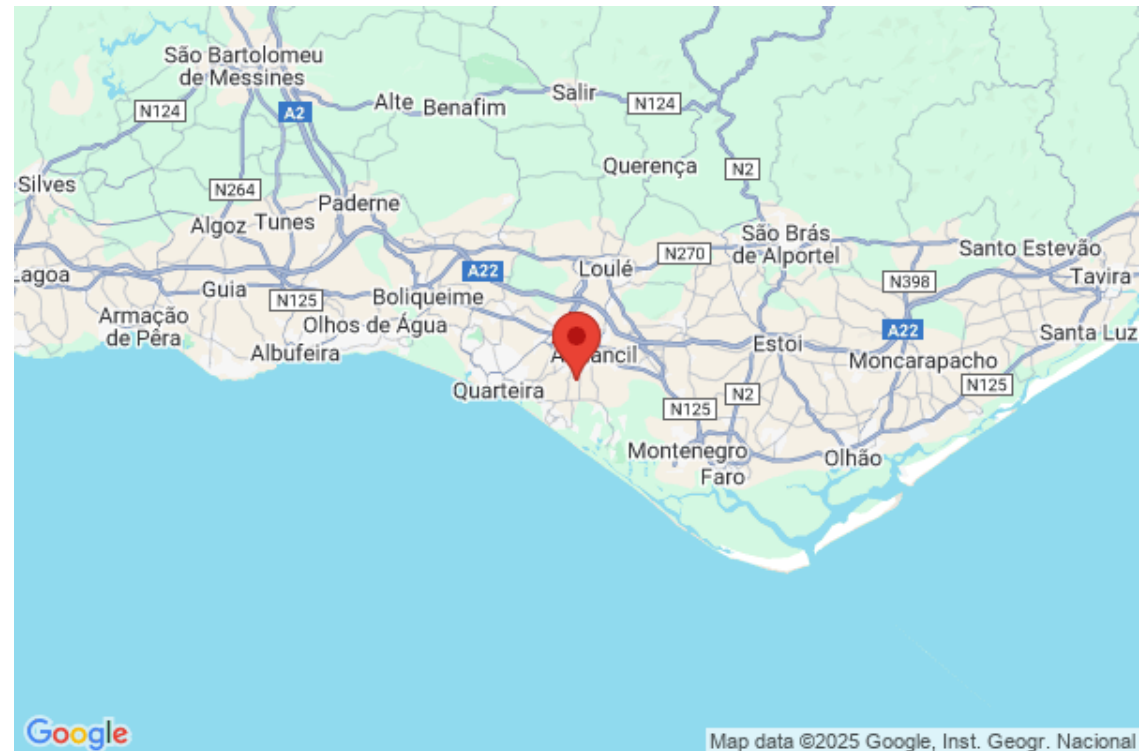 São Bartolomeu
de Messines
N124
A2
Alte
Benafim
Salir
N124
Querença
N2
Silves
N264
Paderne
Algoz
Tunes
São Brás
de Alportel
N270
Santo Estevão
Loulé
A22
N398
Tavira
Lagoa
Guia
N125
Boliqueime
Armação
de Pêra
Olhos de Água
Albufeira
A22
Santa Luz
Estoi
Moncarapacho
Quarteira
N125
N2
N125
Montenegro
Olhão
Faro
Google
Map data ©2025 Google, Inst. Geogr. Nacional